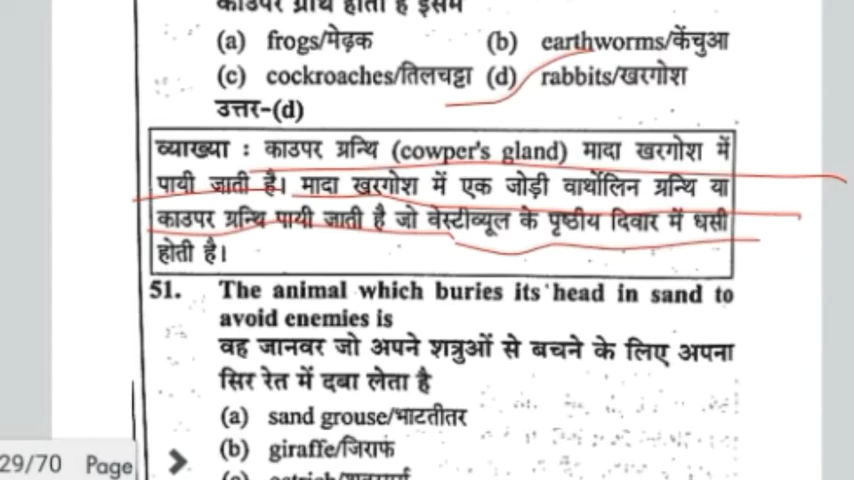 काउपर ग्रंथि होती है इसमें
(a) frogs/मेढ़क (b) earthworms/केंचुआ
(c) cockroaches/तिलचट्टा (d) rabbits/खरगोश
उत्तर-(d)
व्याख्या : काउपर ग्रन्थि (cowper's gland) मादा खरगोश में
पायी जाती है। मादा खरगोश में एक जोड़ी वार्थोलिन ग्रन्थि या
काउपर ग्रन्थि पायी जाती है जो वेस्टीव्यूल के पृष्ठीय दिवार में धसी
होती है।
51. The animal which buries its head in sand to
avoid enemies is
वह जानवर जो अपने शत्रुओं से बचने के लिए अपना
सिर रेत में दबा लेता है
(a) sand grouse/भाटतीतर
(b) giraffe/जिराफ
29/70 Page